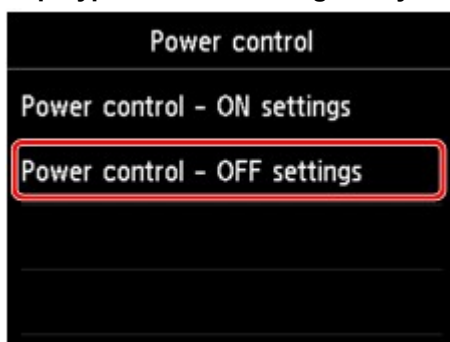 Power control
Power control – ON settings
Power control – OFF settings